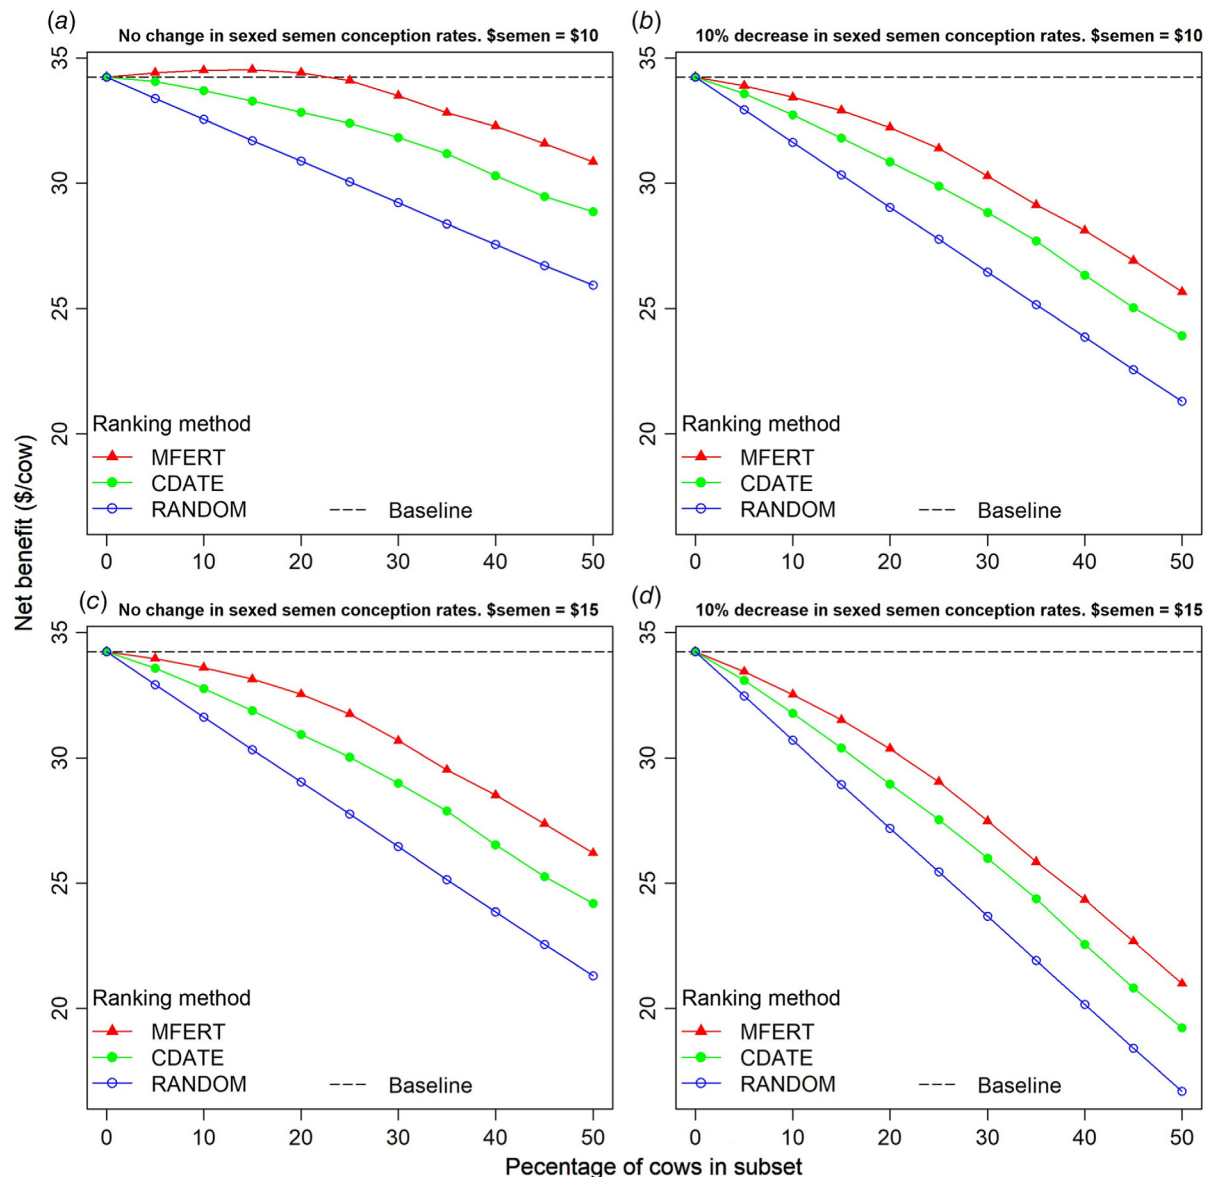 (a) No change in sexed semen conception rates. $semen = $10
35
30
25
20
Ranking method
MFERT
CDATE
RANDOM
Baseline
0 10 20 30 40 50
(b) 10% decrease in sexed semen conception rates. $semen = $10
35
30
25
20
Ranking method
MFERT
CDATE
RANDOM
Baseline
0 10 20 30 40 50
Net benefit ($/cow)
(c) No change in sexed semen conception rates. $semen = $15
35
30
25
20
Ranking method
MFERT
CDATE
RANDOM
Baseline
0 10 20 30 40 50
(d) 10% decrease in sexed semen conception rates. $semen = $15
35
30
25
20
Ranking method
MFERT
CDATE
RANDOM
Baseline
0 10 20 30 40 50
Pecentage of cows in subset